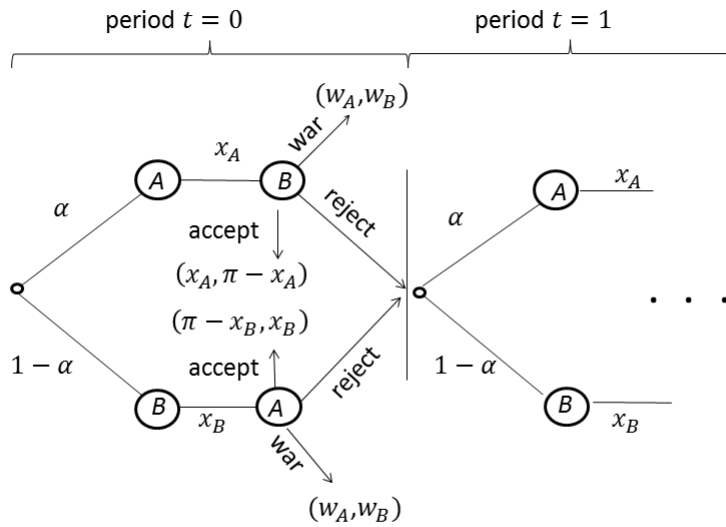 period t = 0
period t = 1
(w_A,w_B)
war
x_A
A
B
α
accept
reject
(x_A, π − x_A)
(π − x_B, x_B)
1 − α
accept
reject
B
x_B
A
war
(w_A,w_B)
x_A
A
α
. . .
1 − α
B
x_B